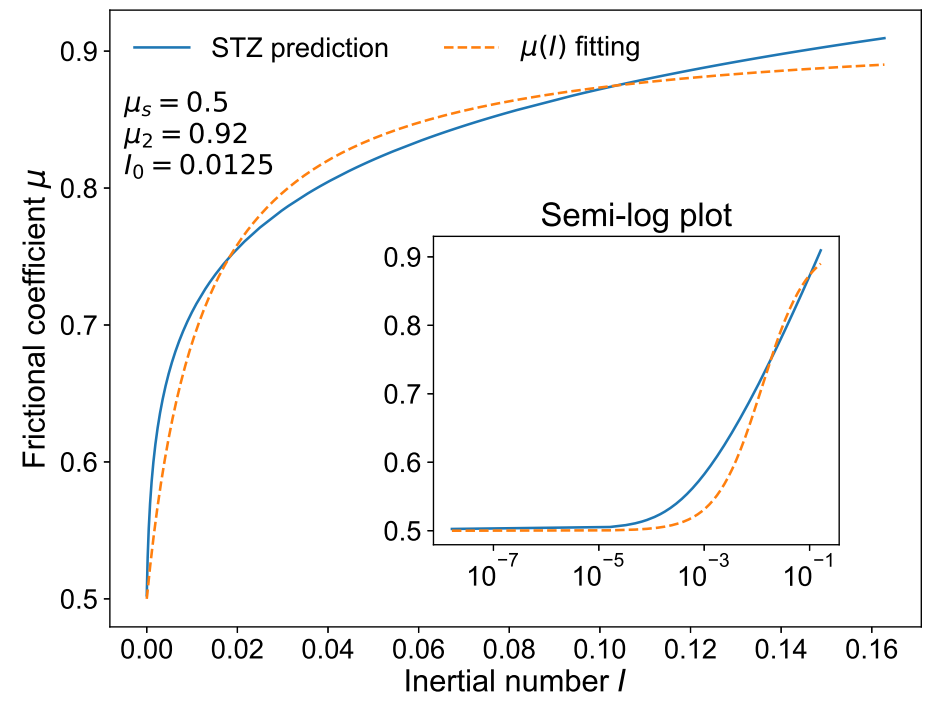 STZ prediction
μ(I) fitting
μₛ = 0.5
μ₂ = 0.92
I₀ = 0.0125
Frictional coefficient μ
0.9
0.8
0.7
0.6
0.5
Semi-log plot
0.9
0.8
0.7
0.6
0.5
10⁻⁷ 10⁻⁵ 10⁻³ 10⁻¹
0.00 0.02 0.04 0.06 0.08 0.10 0.12 0.14 0.16
Inertial number I